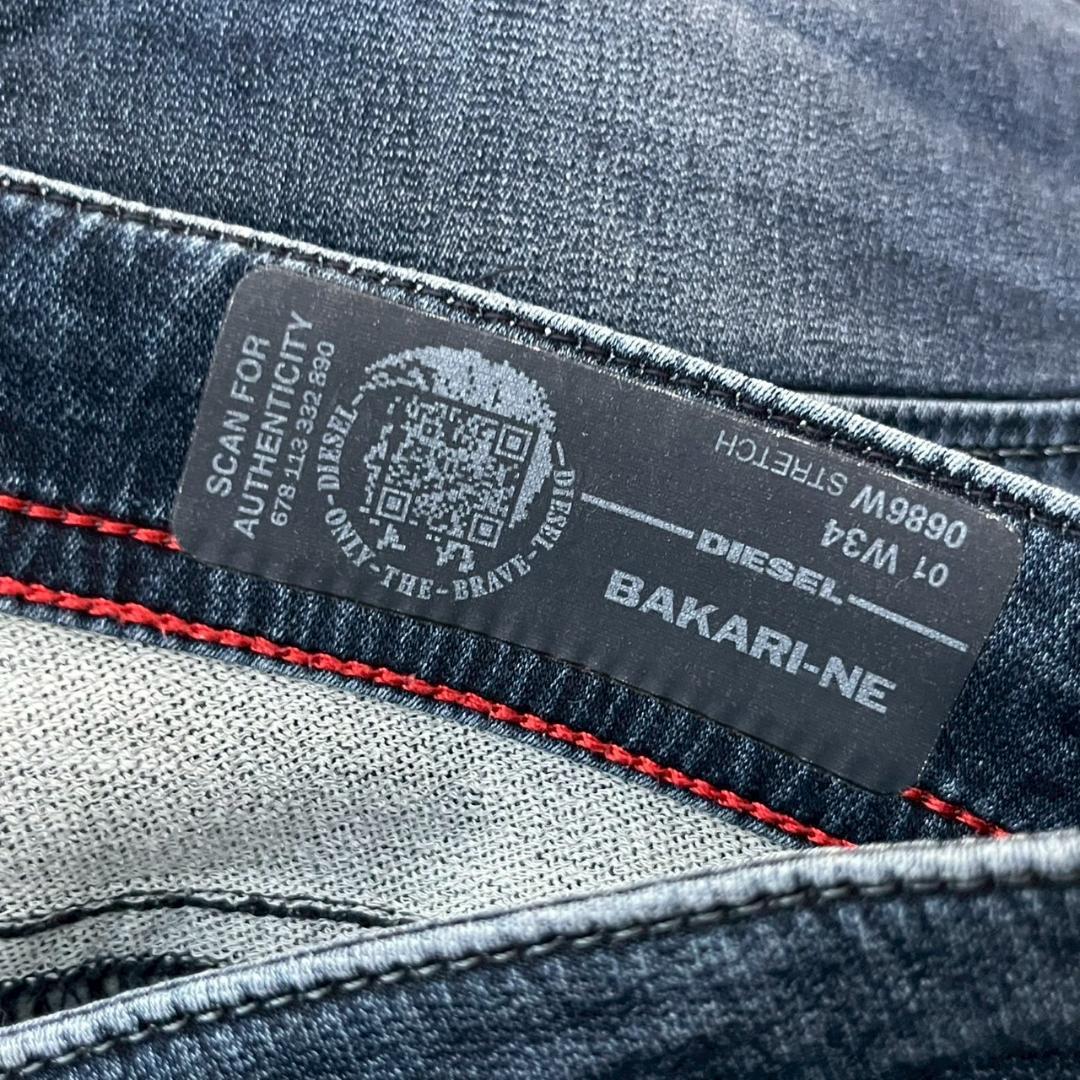 SCAN FOR
AUTHENTICITY
678 113 332 890
DIESEL - ONLY - THE - BRAVE - DIESEL
DIESEL
BAKARI-NE
01 W34
0686W STRETCH